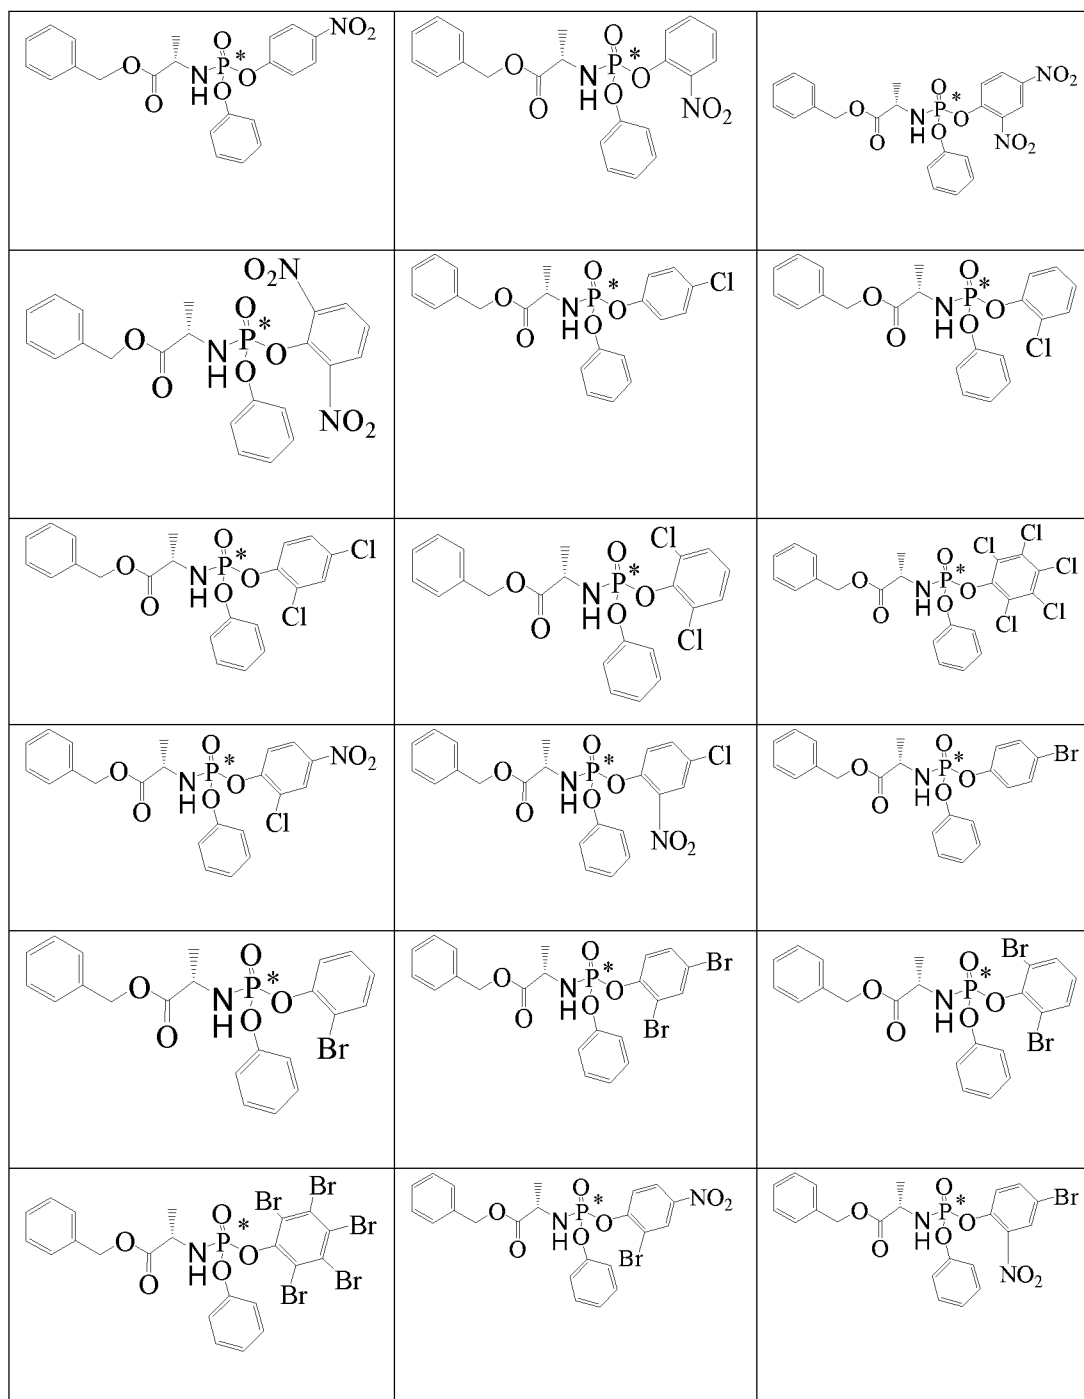 NO2
O
*
O P
N O
O H O
O
*
O P O
N
O H O NO2
NO2
O *
O P
N O
O H O NO2
O2N
O
*
O P
N O
O H O
NO2
O
* Cl
O P
N O
O H O
O
*
O P
N O
O H O Cl
O
* Cl
O P
N O
O H O Cl
O Cl
*
O P
N O
O H O Cl
Cl Cl
O Cl
*
O P Cl
N O
O H O Cl
O
* NO2
O P
N O
O H O Cl
O Cl
*
O P
N O
O H O
NO2
O Br
*
O P
N O
O H O
O
*
O P
N O
O H O Br
O
* Br
O P
N O
O H O Br
Br
O
*
O P
N O
O H O Br
Br Br
O
* Br
O P
N O
O H O Br Br
O NO2
*
O P
N O
O H O Br
O Br
*
O P
N O
O H O
NO2